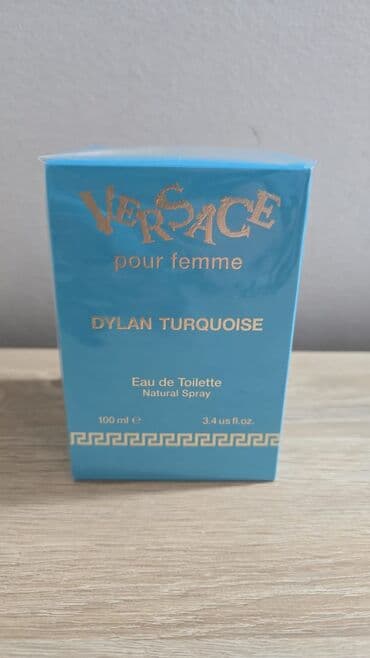 VERSACE
pour femme
DYLAN TURQUOISE
Eau de Toilette
Natural Spray
100 ml ℮ 3.4 us fl.oz.